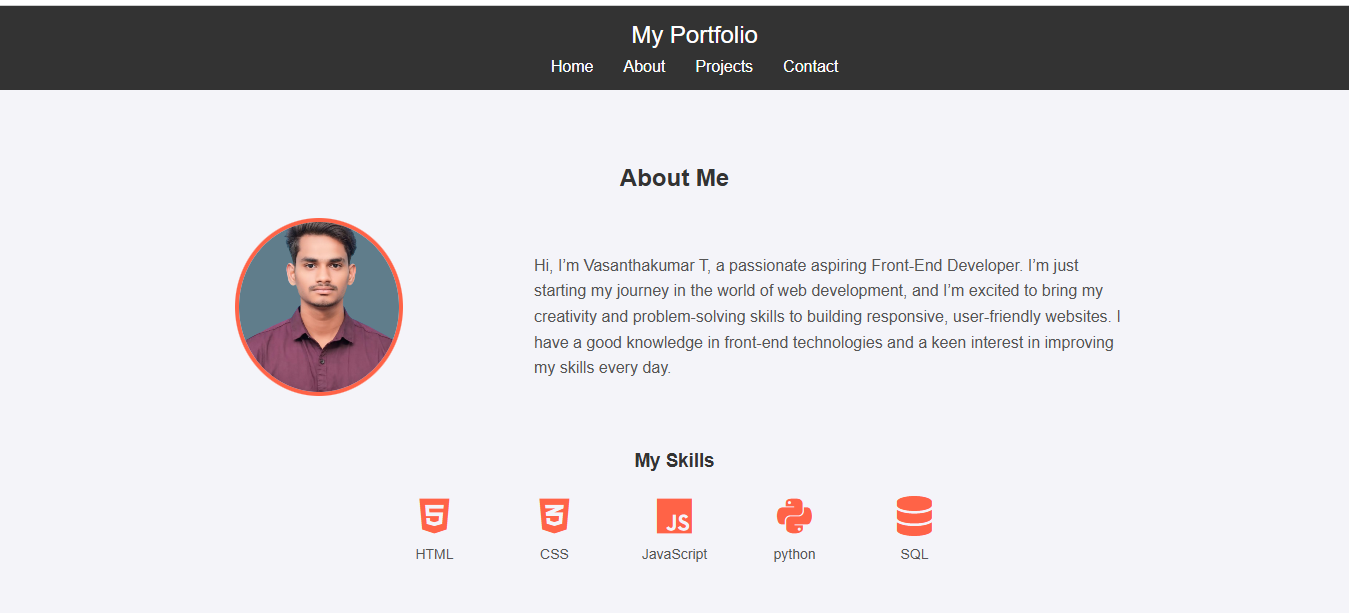 My Portfolio
Home About Projects Contact
About Me
Hi, I’m Vasanthakumar T, a passionate aspiring Front-End Developer. I’m just
starting my journey in the world of web development, and I’m excited to bring my
creativity and problem-solving skills to building responsive, user-friendly websites. I
have a good knowledge in front-end technologies and a keen interest in improving
my skills every day.
My Skills
5 3 JS
HTML CSS JavaScript python SQL